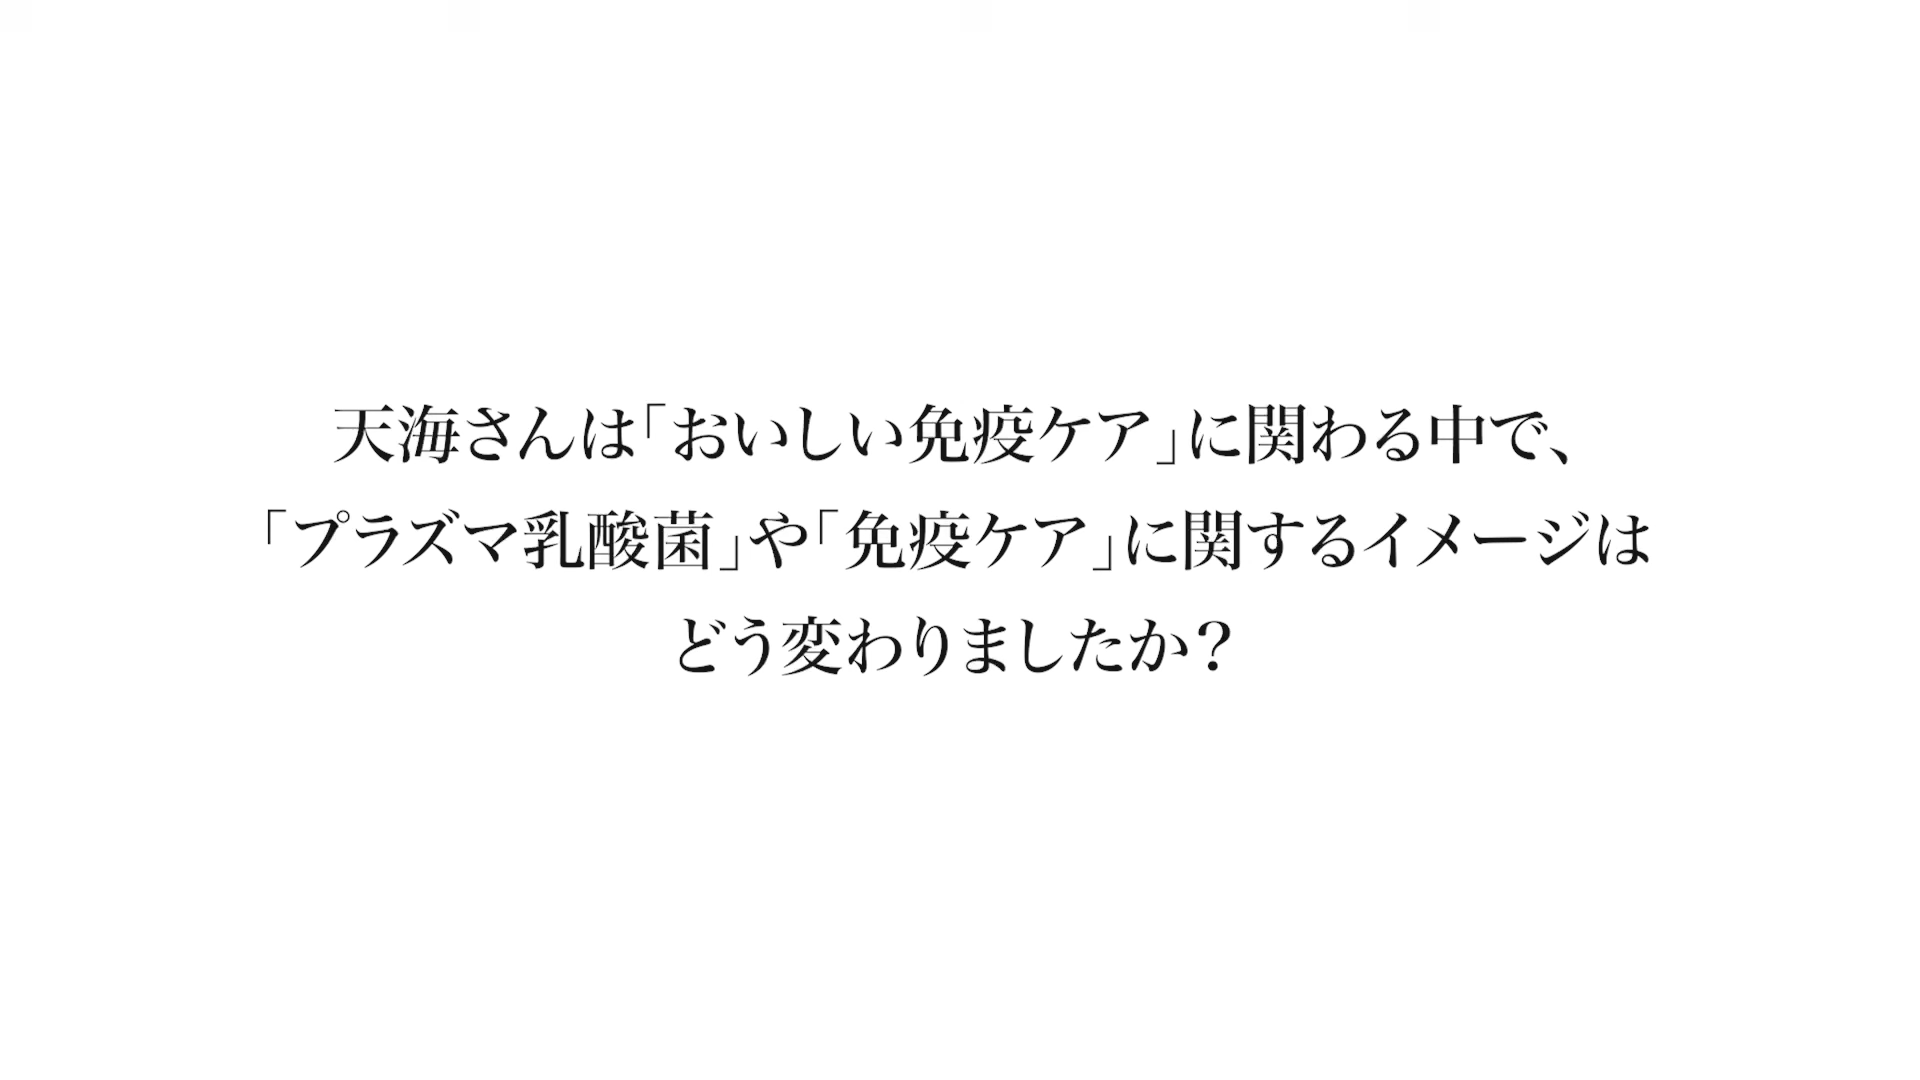 天海さんは「おいしい免疫ケア」に関わる中で、
「プラズマ乳酸菌」や「免疫ケア」に関するイメージは
どう変わりましたか？